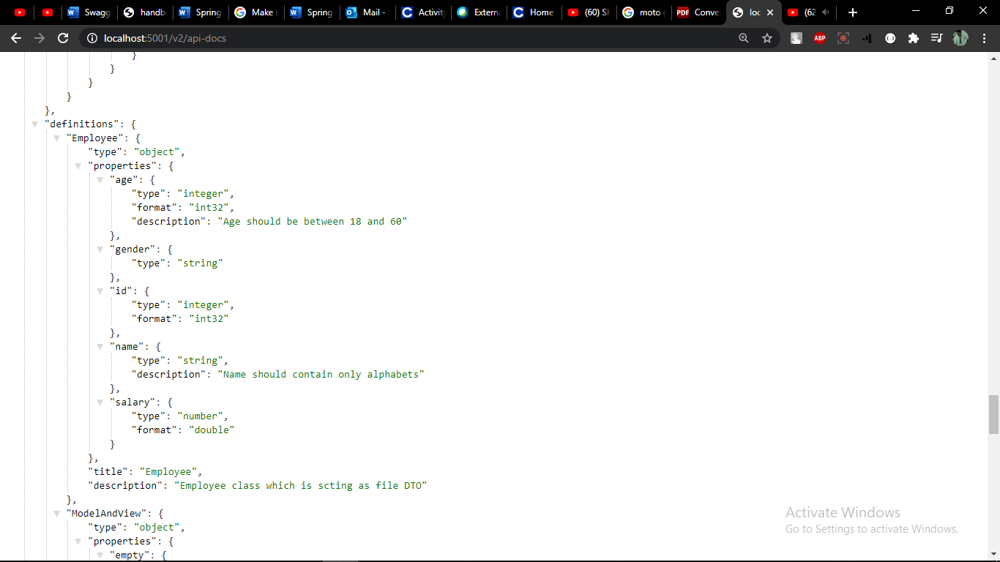 Swagg
handb
Spring
Make
Spring
Mail -
Activity
Extern
Home
(60) Sh
moto
PDF Conve
loc
(62
localhost:5001/v2/api-docs
ABP
}
}
}
}
},
"definitions": {
"Employee": {
"type": "object",
"properties": {
"age": {
"type": "integer",
"format": "int32",
"description": "Age should be between 18 and 60"
},
"gender": {
"type": "string"
},
"id": {
"type": "integer",
"format": "int32"
},
"name": {
"type": "string",
"description": "Name should contain only alphabets"
},
"salary": {
"type": "number",
"format": "double"
}
},
"title": "Employee",
"description": "Employee class which is scting as file DTO"
},
"ModelAndView": {
"type": "object",
"properties": {
"empty": {
Activate Windows
Go to Settings to activate Windows.